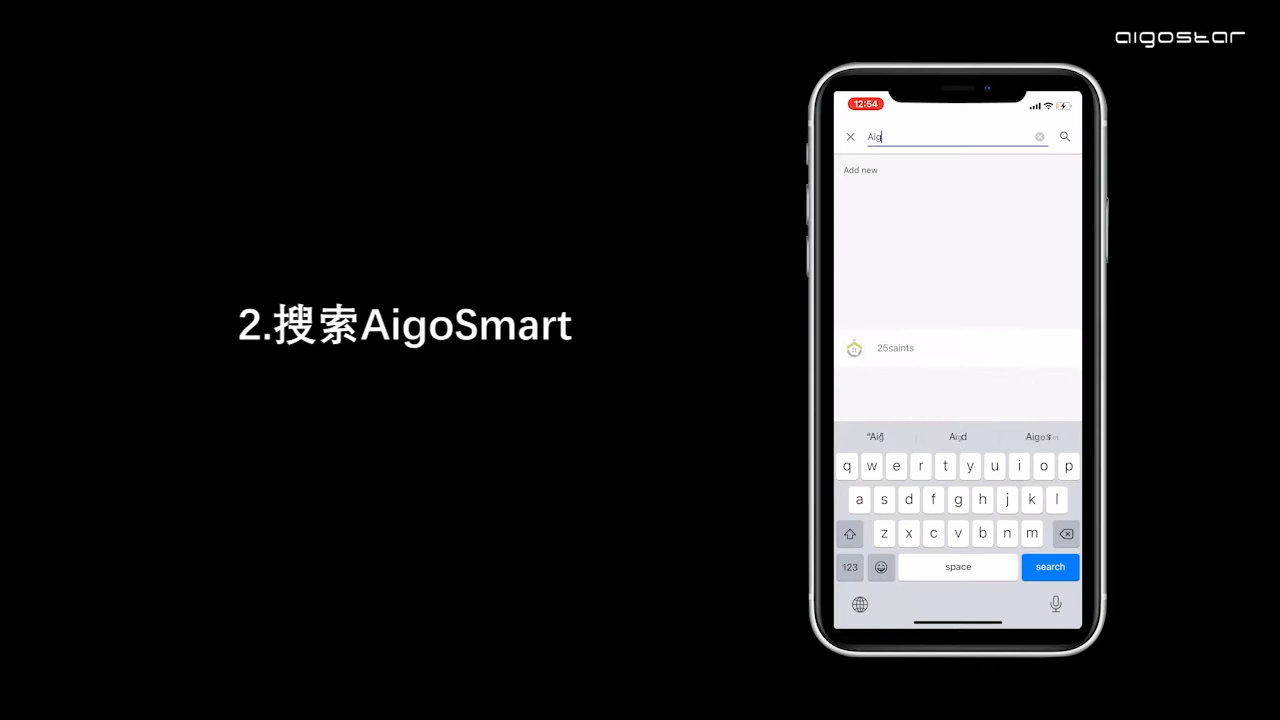 aigostar
12:54
Aig
Add new
2.搜索AigoSmart
25saints
"Aig"
q w e r t y u i o p
a s d f g h j k l
z x c v b n m
123 space search